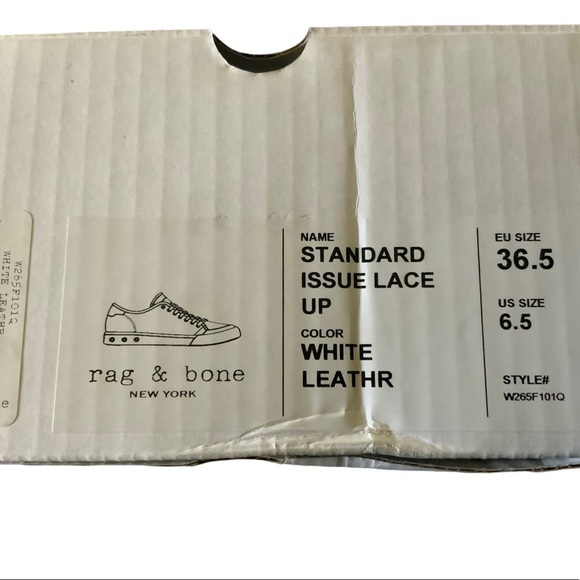 W265F101Q
WHITE LEATHR
e
rag & bone
NEW YORK
NAME
STANDARD
ISSUE LACE
UP
COLOR
WHITE
LEATHR
EU SIZE
36.5
US SIZE
6.5
STYLE#
W265F101Q